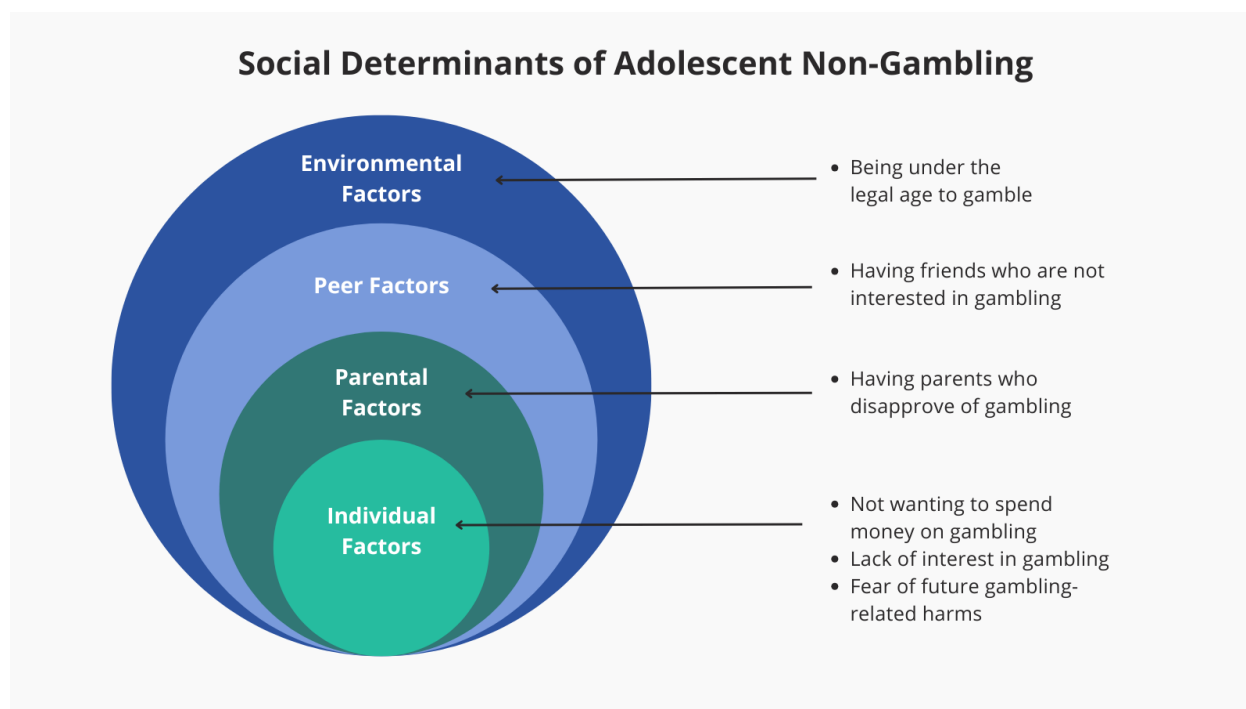 Social Determinants of Adolescent Non-Gambling
Environmental
Factors
• Being under the
legal age to gamble
Peer Factors
• Having friends who are not
interested in gambling
Parental
Factors
• Having parents who
disapprove of gambling
Individual
Factors
• Not wanting to spend
money on gambling
• Lack of interest in gambling
• Fear of future gambling-
related harms